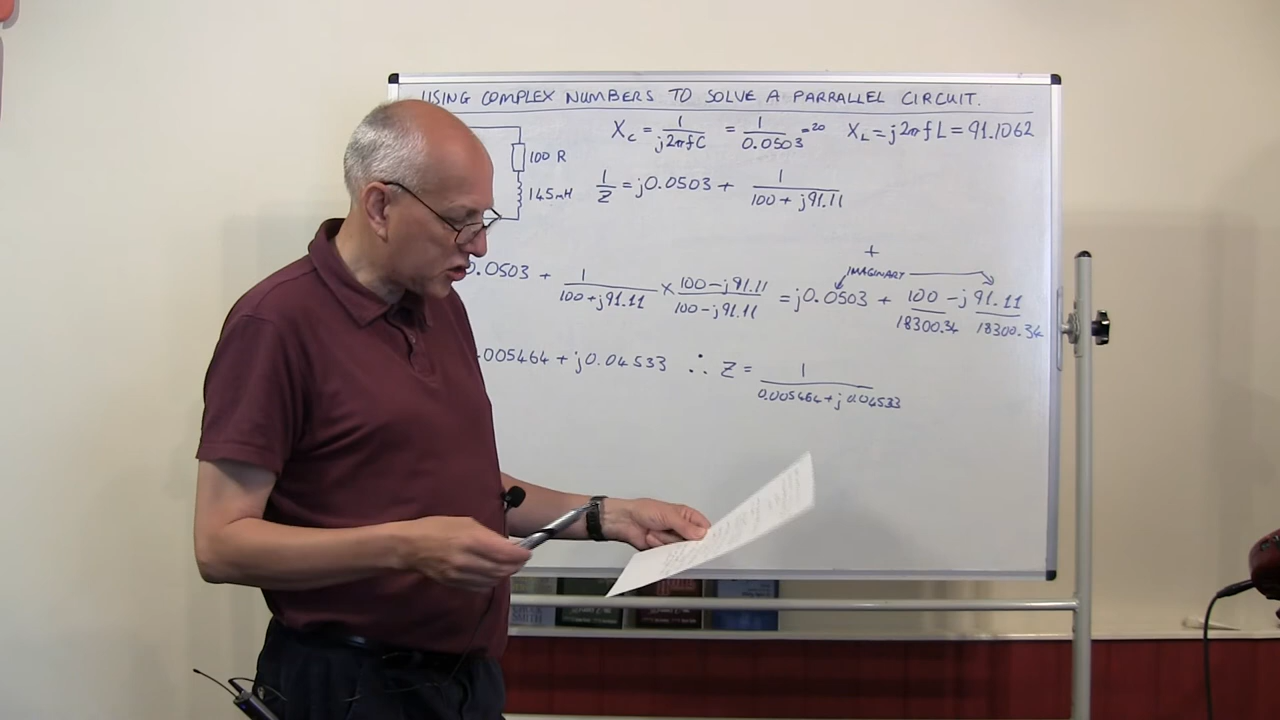 USING COMPLEX NUMBERS TO SOLVE A PARRALLEL CIRCUIT.
Xc = 1/j2πfC = 1/0.0503 = 20 XL = j2πfL = 91.1062
100 R
145mH
1/Z = j0.0503 + 1/(100 + j91.11)
+
IMAGINARY
0.0503 + 1/(100 + j91.11) × (100 - j91.11)/(100 - j91.11) = j0.0503 + 100/18300.34 - j 91.11/18300.34
.005464 + j0.04533 ∴ Z = 1/(0.005464 + j0.04533)